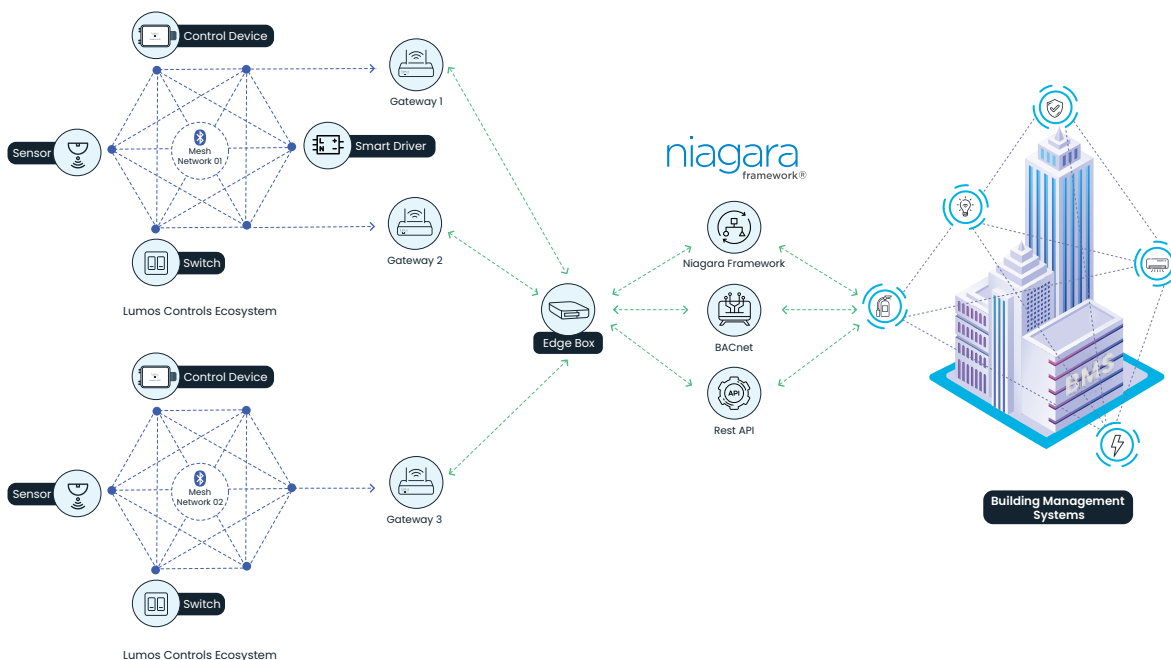 Control Device
Sensor
Mesh
Network 01
Smart Driver
Switch
Lumos Controls Ecosystem
Gateway 1
Gateway 2
Control Device
Sensor
Mesh
Network 02
Switch
Lumos Controls Ecosystem
Gateway 3
Edge Box
niagara
framework®
Niagara Framework
BACnet
API
Rest API
BMS
Building Management
Systems
L +
N -